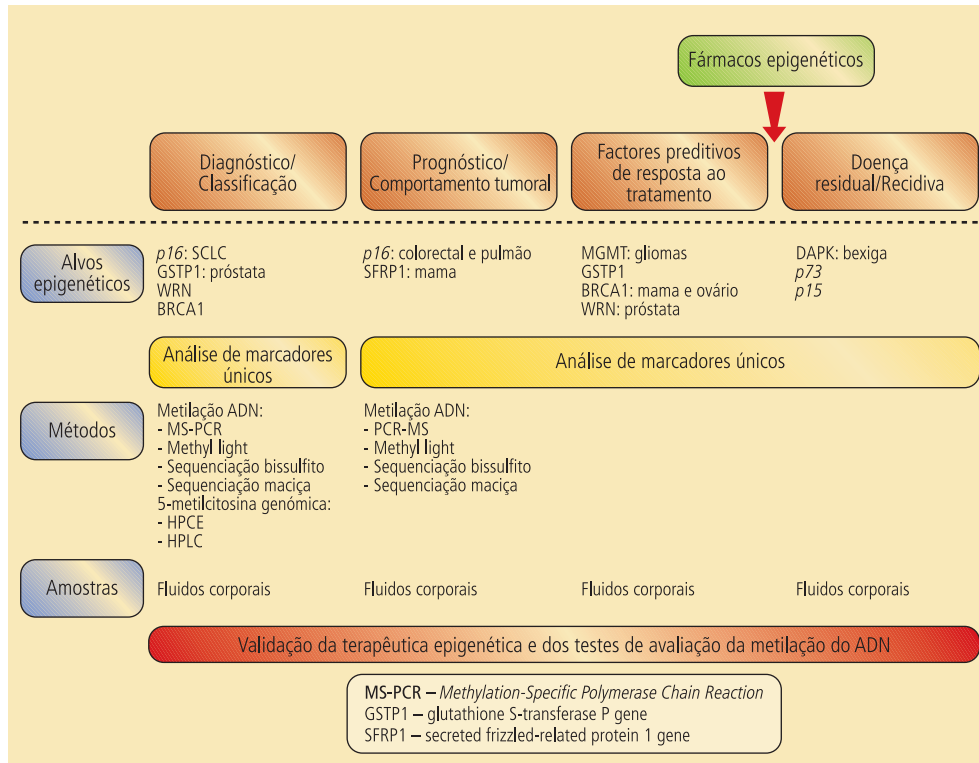 Fármacos epigenéticos
Diagnóstico/
Classificação
Prognóstico/
Comportamento tumoral
Factores preditivos
de resposta ao
tratamento
Doença
residual/Recidiva
Alvos
epigenéticos
p16: SCLC
GSTP1: próstata
WRN
BRCA1
p16: colorectal e pulmão
SFRP1: mama
MGMT: gliomas
GSTP1
BRCA1: mama e ovário
WRN: próstata
DAPK: bexiga
p73
p15
Análise de marcadores
únicos
Análise de marcadores únicos
Métodos
Metilação ADN:
- MS-PCR
- Methyl light
- Sequenciação bissulfito
- Sequenciação maciça
5-metilcitosina genómica:
- HPCE
- HPLC
Metilação ADN:
- PCR-MS
- Methyl light
- Sequenciação bissulfito
- Sequenciação maciça
Amostras
Fluidos corporais
Fluidos corporais
Fluidos corporais
Fluidos corporais
Validação da terapêutica epigenética e dos testes de avaliação da metilação do ADN
MS-PCR – Methylation-Specific Polymerase Chain Reaction
GSTP1 – glutathione S-transferase P gene
SFRP1 – secreted frizzled-related protein 1 gene